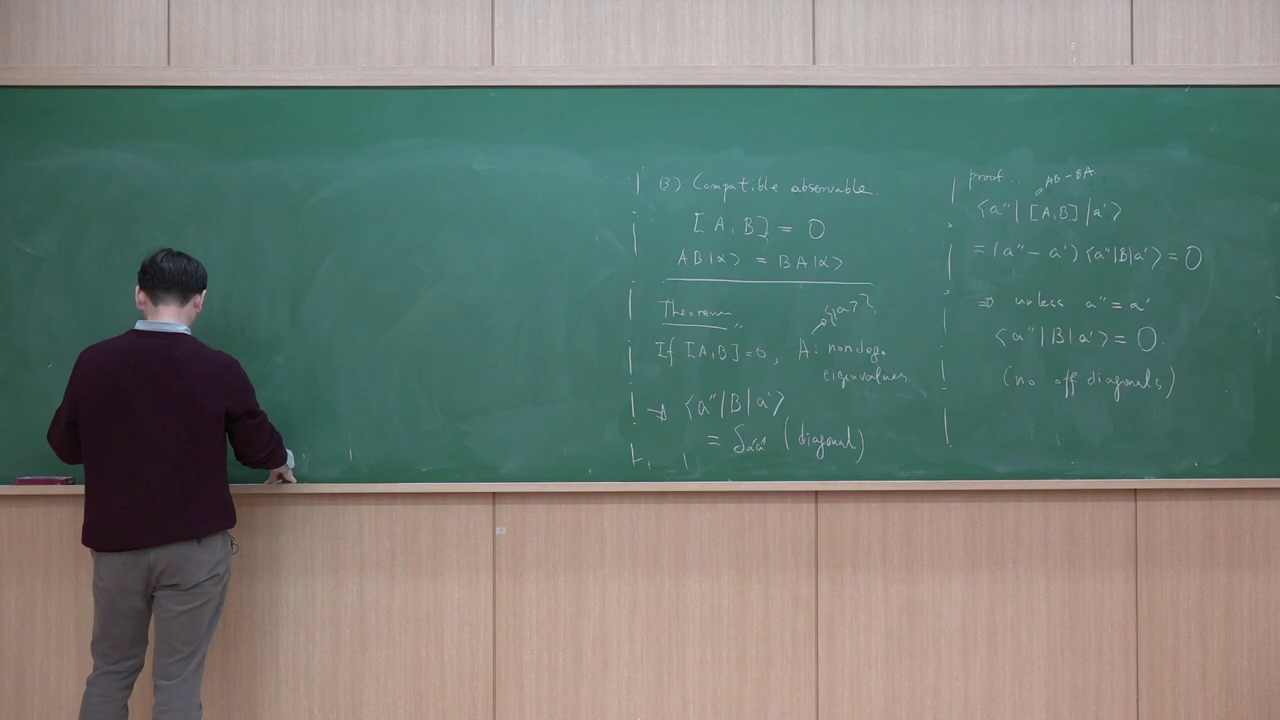 (3) Compatible observable.
[A, B] = 0
AB|α> = BA|α>
Theorem
If [A,B]=0, A: nondeg.
eigenvalues.
→ <a''|B|a'>
= δa'a'' (diagonal)
proof..
AB - BA
<a''|[A,B]|a'>
= (a'' - a')<a''|B|a'> = 0
⇒ unless a'' = a'
<a''|B|a'> = 0.
(no off diagonals)